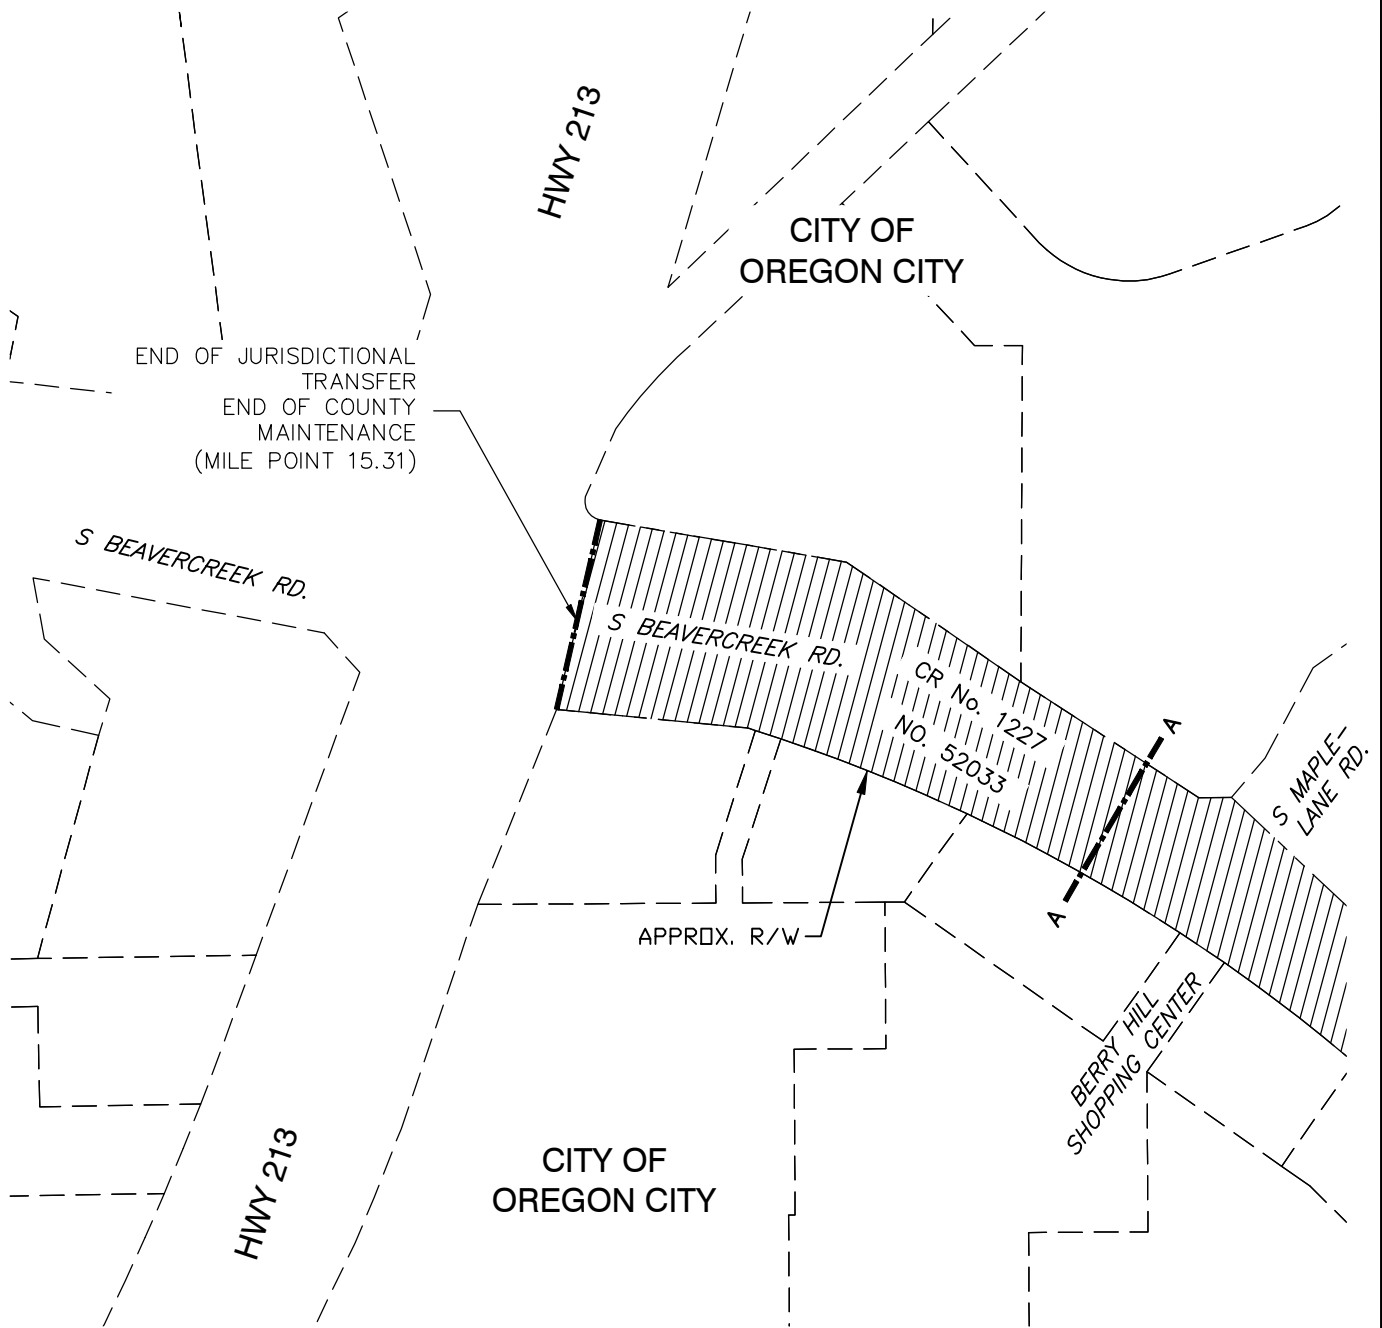 HWY 213
CITY OF
OREGON CITY
END OF JURISDICTIONAL
TRANSFER
END OF COUNTY
MAINTENANCE
(MILE POINT 15.31)
S BEAVERCREEK RD.
S BEAVERCREEK RD.
CR No. 1227
NO. 52033
A
S MAPLE-
LANE RD.
A
APPROX. R/W
BERRY HILL
SHOPPING CENTER
HWY 213
CITY OF
OREGON CITY